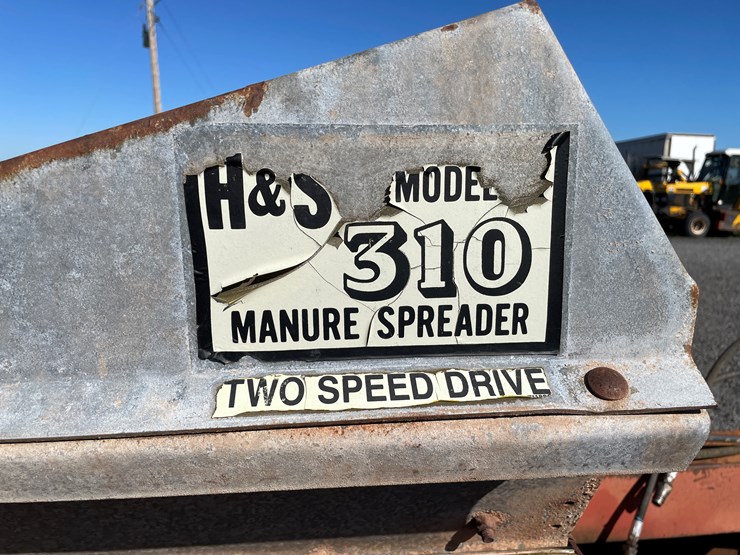 H&S MODEL
310
MANURE SPREADER
TWO SPEED DRIVE